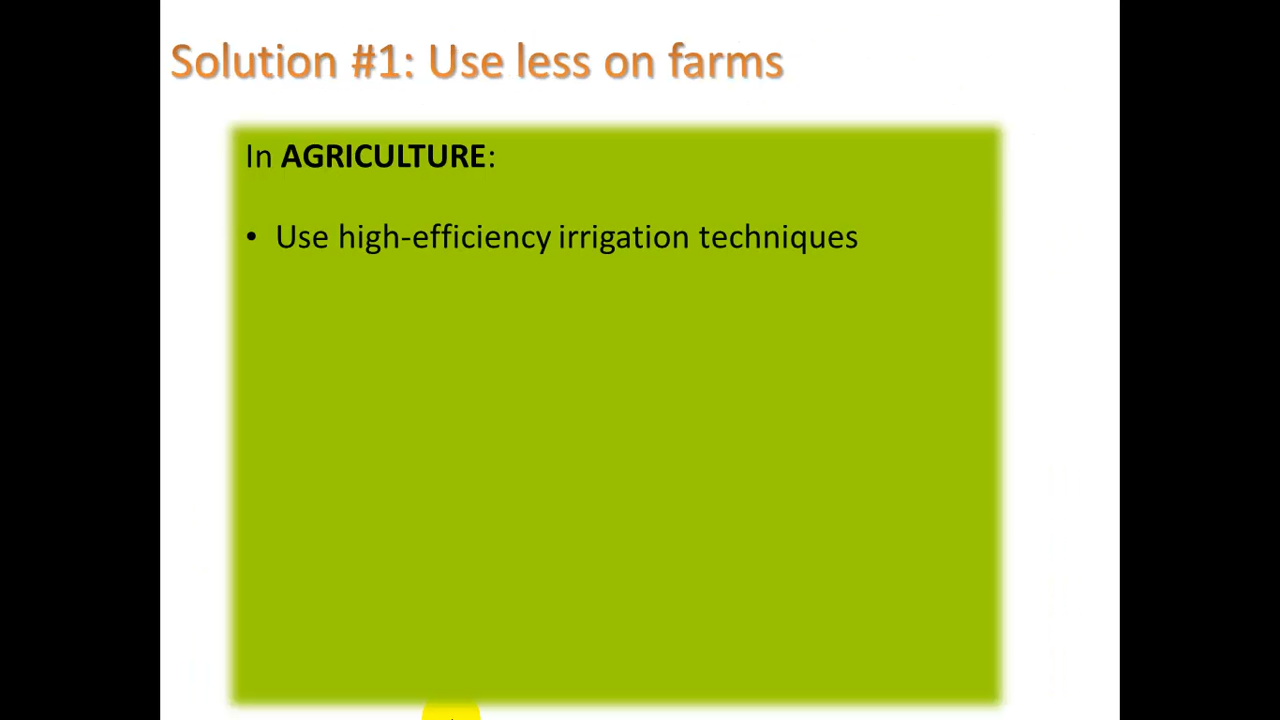 Solution #1: Use less on farms
In AGRICULTURE:
• Use high-efficiency irrigation techniques